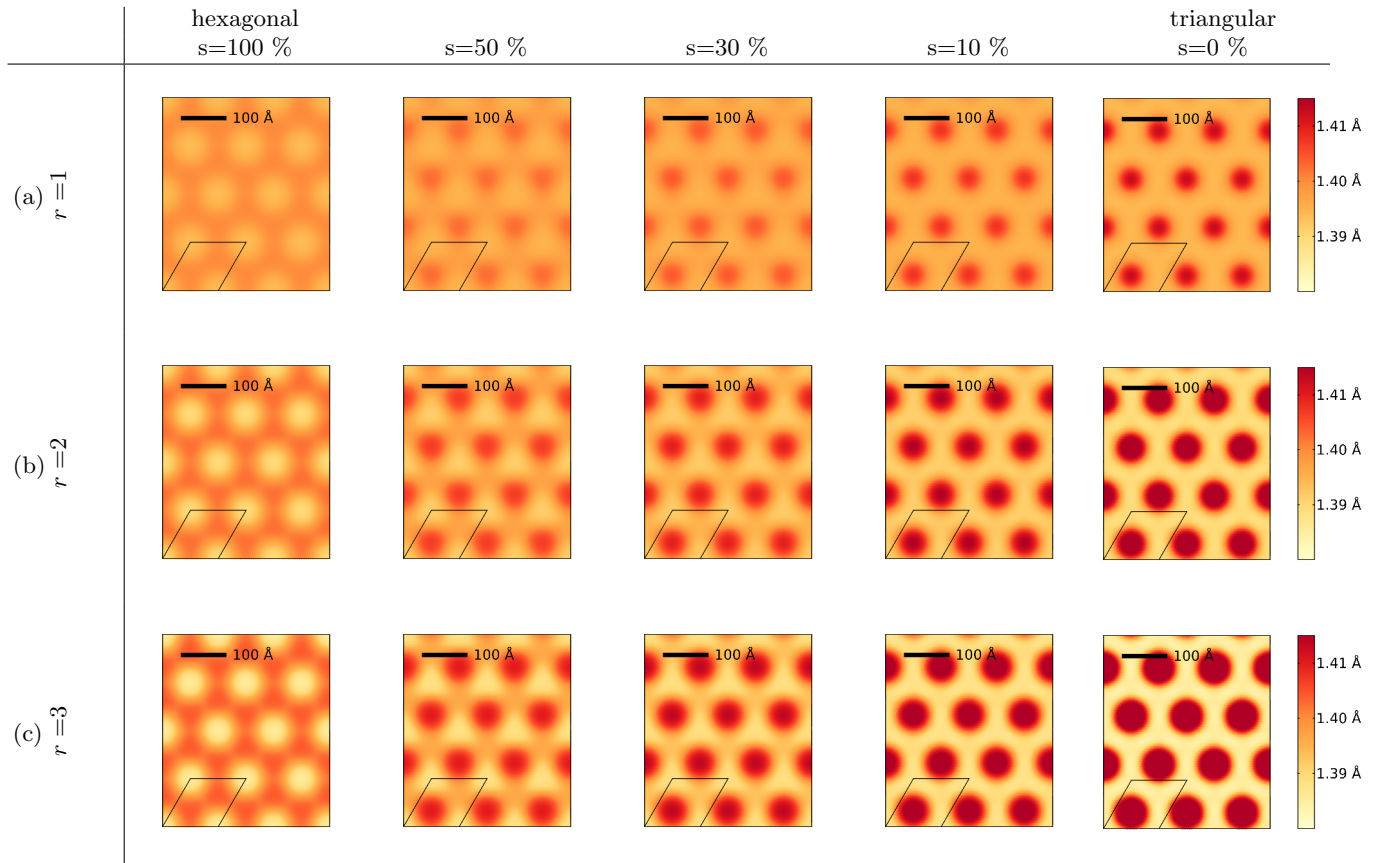 hexagonal
triangular
s=100 %
s=50 %
s=30 %
s=10 %
s=0 %
(a) r =1
100 Å
100 Å
100 Å
100 Å
100 Å
1.41 Å
1.40 Å
1.39 Å
(b) r =2
100 Å
100 Å
100 Å
100 Å
100 Å
1.41 Å
1.40 Å
1.39 Å
(c) r =3
100 Å
100 Å
100 Å
100 Å
100 Å
1.41 Å
1.40 Å
1.39 Å